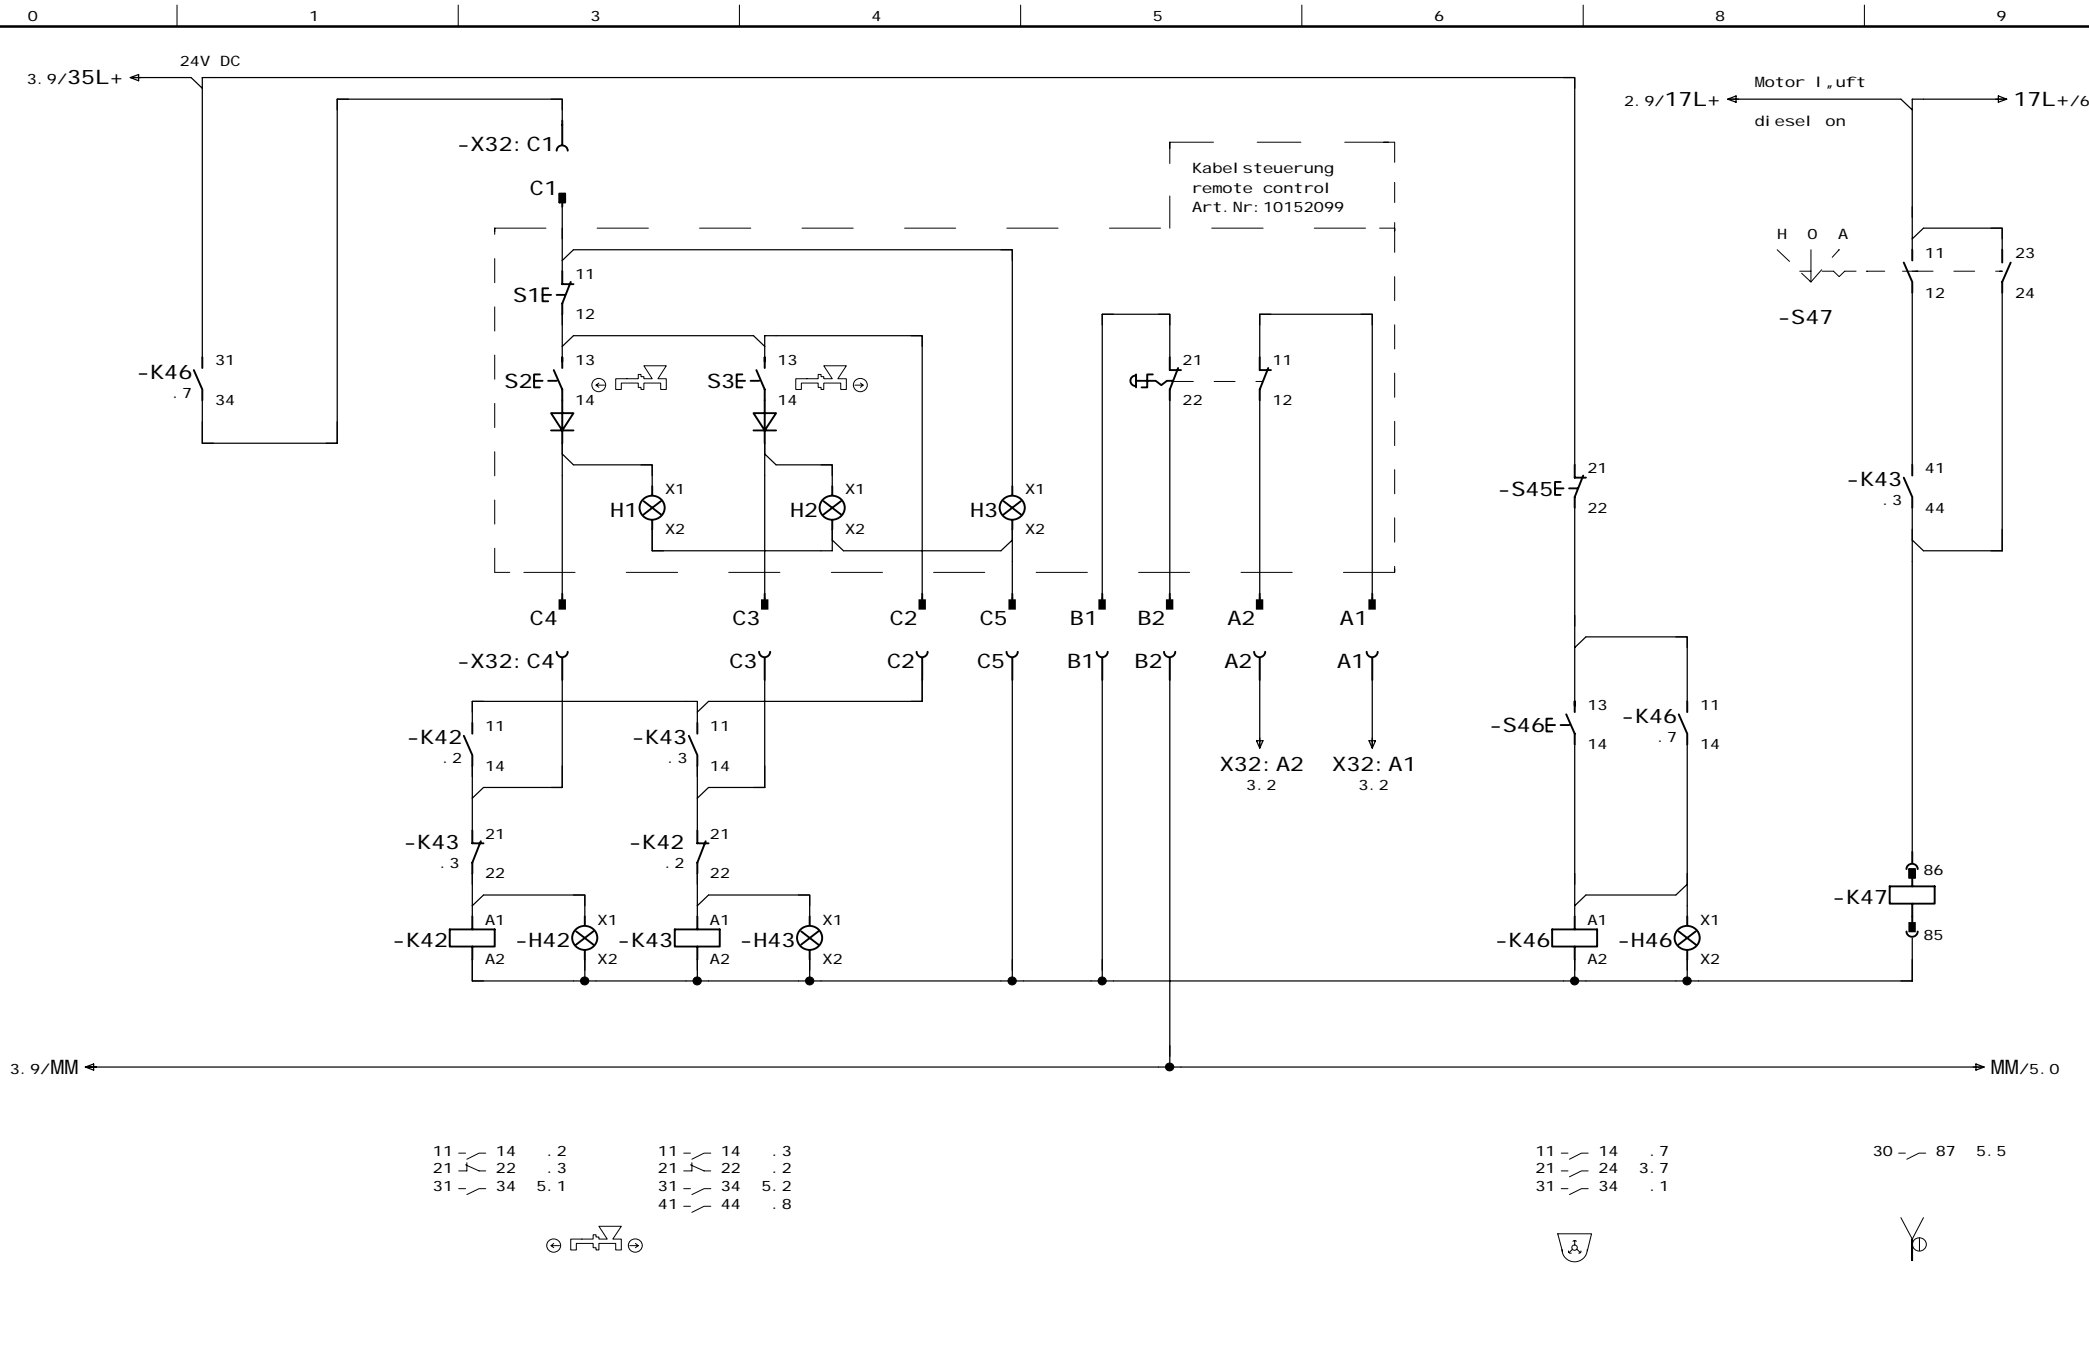 0 1 3 4 5 6 8 9
24V DC
3.9/35L+
Motor l„uft
2.9/17L+ 17L+/6
diesel on
-X32:C1
Kabelsteuerung
remote control
Art.Nr:10152099
C1
H O A
11 23
12 24
-S47
11
S1E
12
31
-K46
.7 34
13
S2E
14
13
S3E
14
21
22
11
12
X1
H1
X2
X1
H2
X2
X1
H3
X2
21
-S45E
22
41
-K43
.3 44
C4 C3 C2 C5 B1 B2 A2 A1
-X32:C4 C3 C2 C5 B1 B2 A2 A1
11
-K42
.2 14
11
-K43
.3 14
X32:A2 X32:A1
3.2 3.2
13
-S46E
14
11
-K46
.7 14
21
-K43
.3 22
21
-K42
.2 22
86
-K47
85
A1 X1 A1 X1 A1 X1
-K42 -H42 -K43 -H43 -K46 -H46
A2 X2 A2 X2 A2 X2
3.9/MM MM/5.0
11 14 .2
21 22 .3
31 34 5.1
11 14 .3
21 22 .2
31 34 5.2
41 44 .8
11 14 .7
21 24 3.7
31 34 .1
30 87 5.5